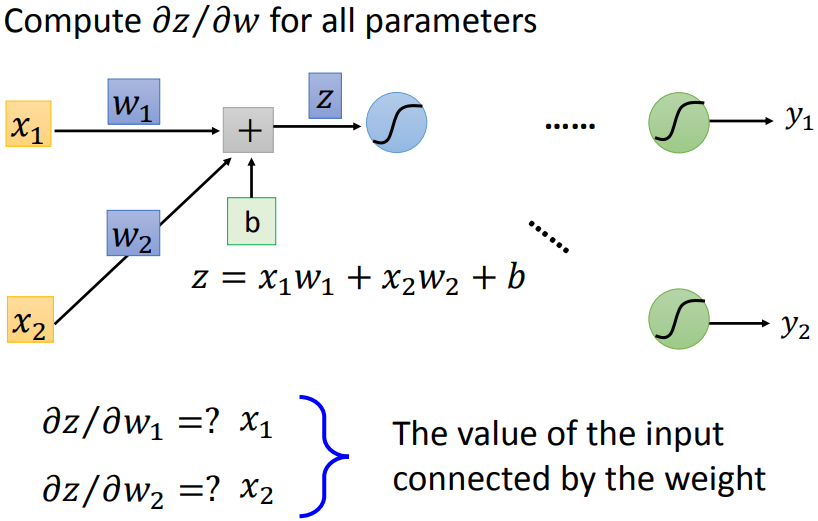 Compute ∂z/∂w for all parameters
w₁
z
x₁
+
......
y₁
w₂
b
z = x₁w₁ + x₂w₂ + b
x₂
y₂
∂z/∂w₁ =? x₁
∂z/∂w₂ =? x₂
The value of the input
connected by the weight